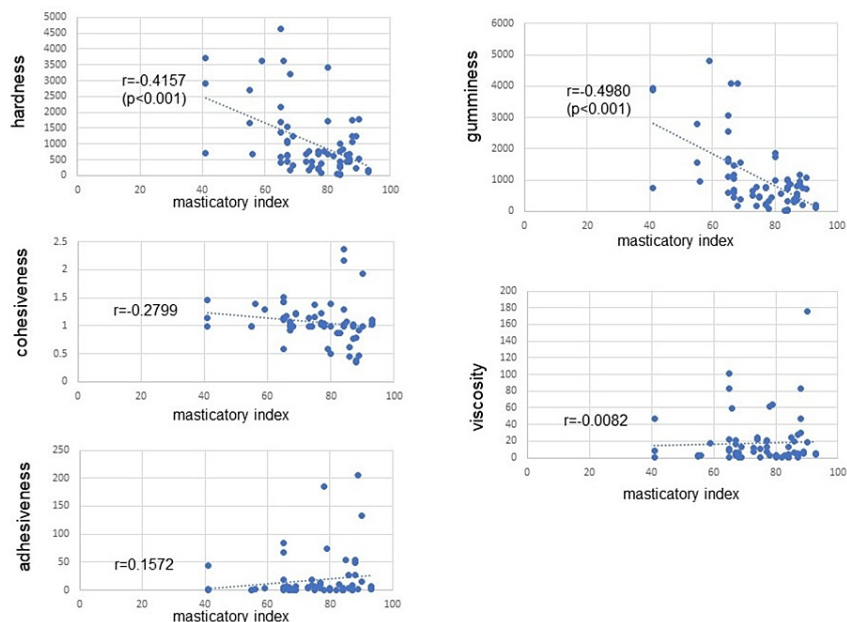 hardness
5000
4500
4000
3500
3000
2500
2000
1500
1000
500
0
r=-0.4157
(p<0.001)
0 20 40 60 80 100
masticatory index
gumminess
6000
5000
4000
3000
2000
1000
0
r=-0.4980
(p<0.001)
0 20 40 60 80 100
masticatory index
cohesiveness
2.5
2
1.5
1
0.5
0
r=-0.2799
0 20 40 60 80 100
masticatory index
viscosity
200
180
160
140
120
100
80
60
40
20
0
r=-0.0082
0 20 40 60 80 100
masticatory index
adhesiveness
250
200
150
100
50
0
r=0.1572
0 20 40 60 80 100
masticatory index